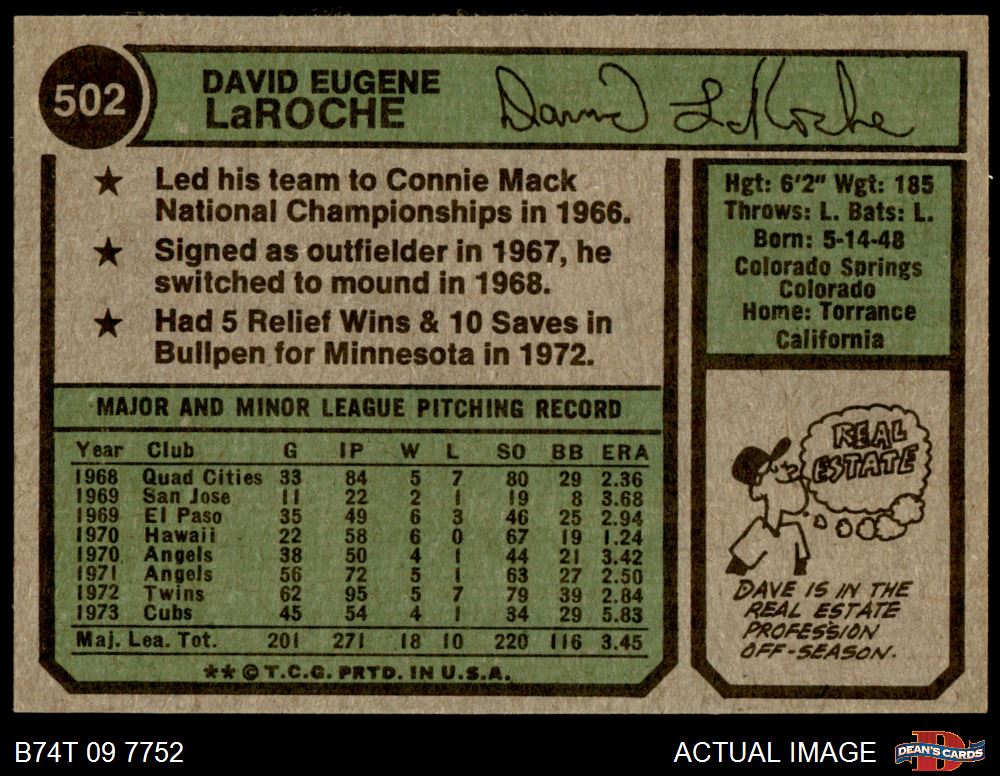 502
DAVID EUGENE
LaROCHE
David LaRoche
★ Led his team to Connie Mack
National Championships in 1966.
★ Signed as outfielder in 1967, he
switched to mound in 1968.
★ Had 5 Relief Wins & 10 Saves in
Bullpen for Minnesota in 1972.
Hgt: 6'2" Wgt: 185
Throws: L. Bats: L.
Born: 5-14-48
Colorado Springs
Colorado
Home: Torrance
California
MAJOR AND MINOR LEAGUE PITCHING RECORD
Year Club G IP W L SO BB ERA
1968 Quad Cities 33 84 5 7 80 29 2.36
1969 San Jose 11 22 2 1 19 8 3.68
1969 El Paso 35 49 6 3 46 25 2.94
1970 Hawaii 22 58 6 0 67 19 1.24
1970 Angels 38 50 4 1 44 21 3.42
1971 Angels 56 72 5 1 63 27 2.50
1972 Twins 62 95 5 7 79 39 2.84
1973 Cubs 45 54 4 1 34 29 5.83
Maj. Lea. Tot. 201 271 18 10 220 116 3.45
** © T.C.G. PRTD. IN U.S.A.
REAL
ESTATE
DAVE IS IN THE
REAL ESTATE
PROFESSION
OFF-SEASON.
B74T 09 7752
ACTUAL IMAGE
DEAN'S CARDS